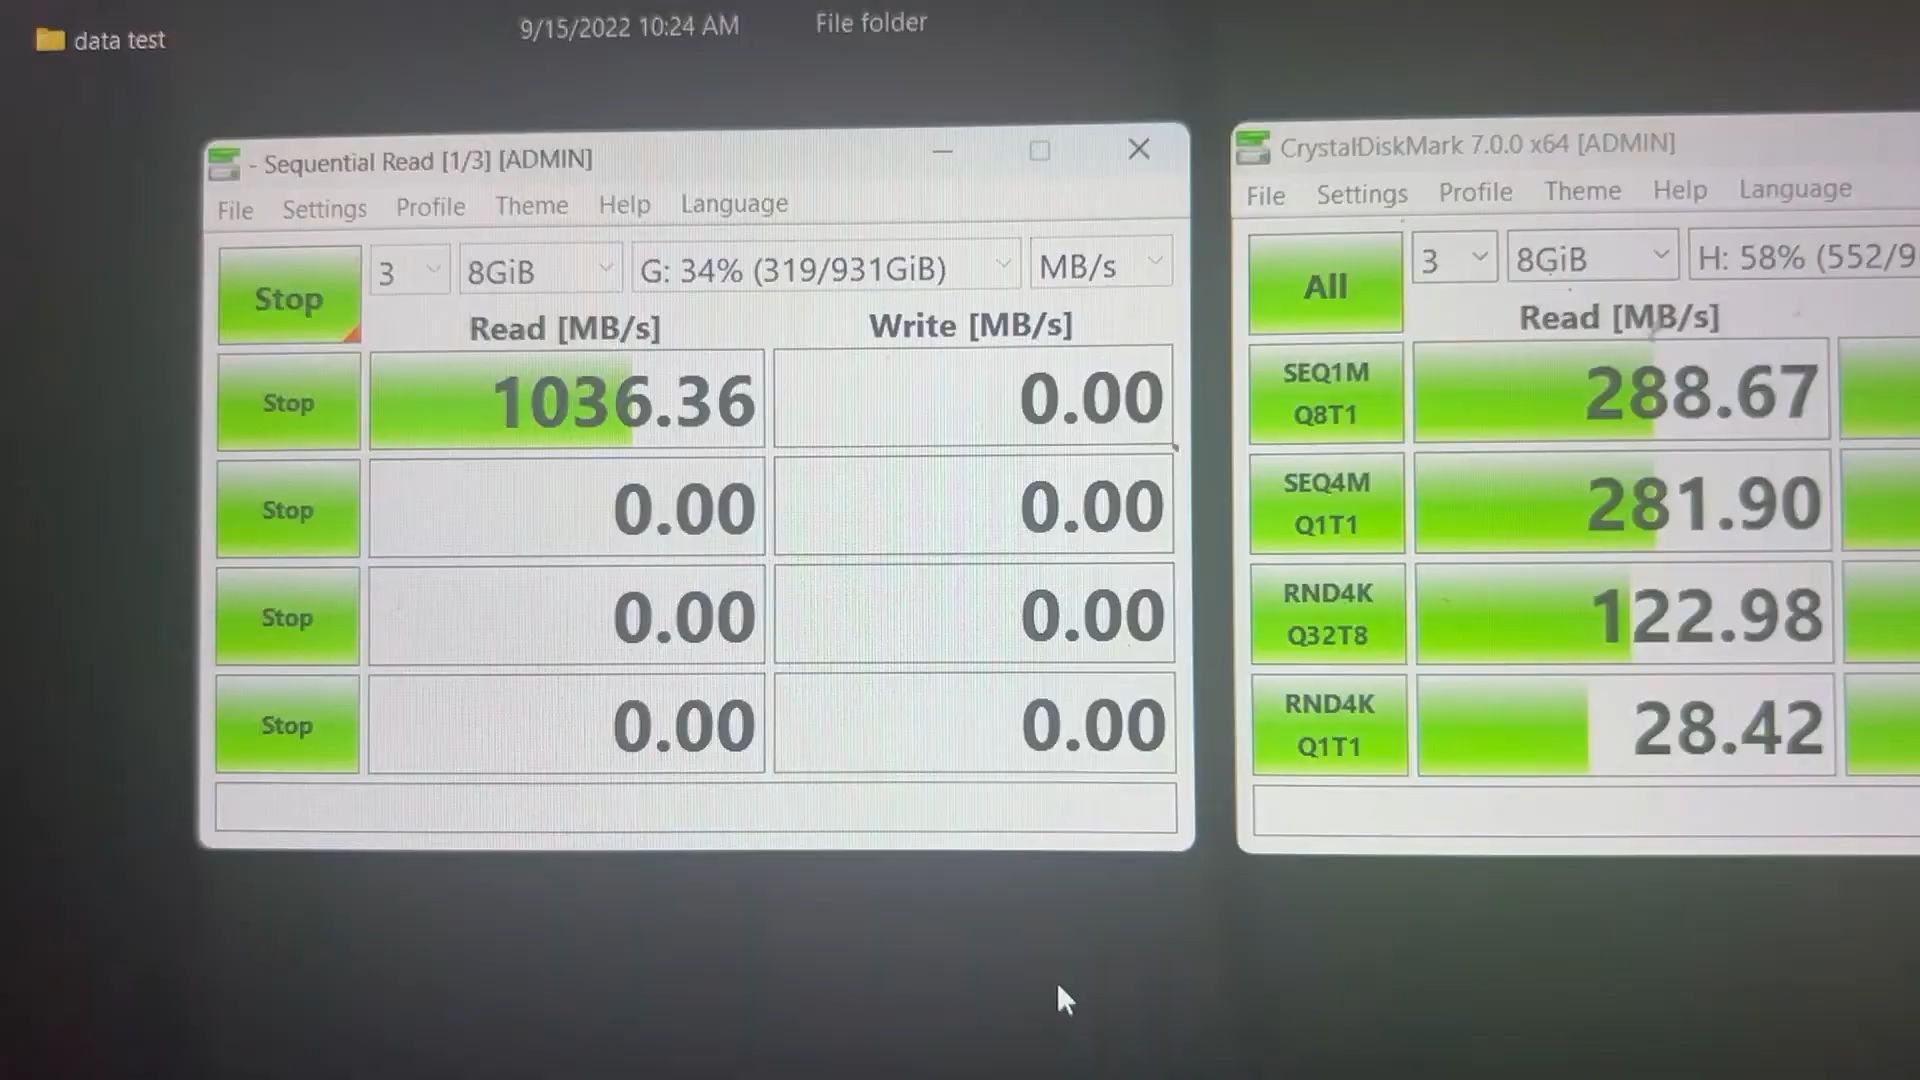 data test 9/15/2022 10:24 AM File folder
- Sequential Read [1/3] [ADMIN]
File Settings Profile Theme Help Language
Stop 3 8GiB G: 34% (319/931GiB) MB/s
Read [MB/s] Write [MB/s]
Stop 1036.36 0.00
Stop 0.00 0.00
Stop 0.00 0.00
Stop 0.00 0.00
CrystalDiskMark 7.0.0 x64 [ADMIN]
File Settings Profile Theme Help Language
All 3 8GiB H: 58% (552/9
Read [MB/s]
SEQ1M
Q8T1
288.67
SEQ4M
Q1T1
281.90
RND4K
Q32T8
122.98
RND4K
Q1T1
28.42